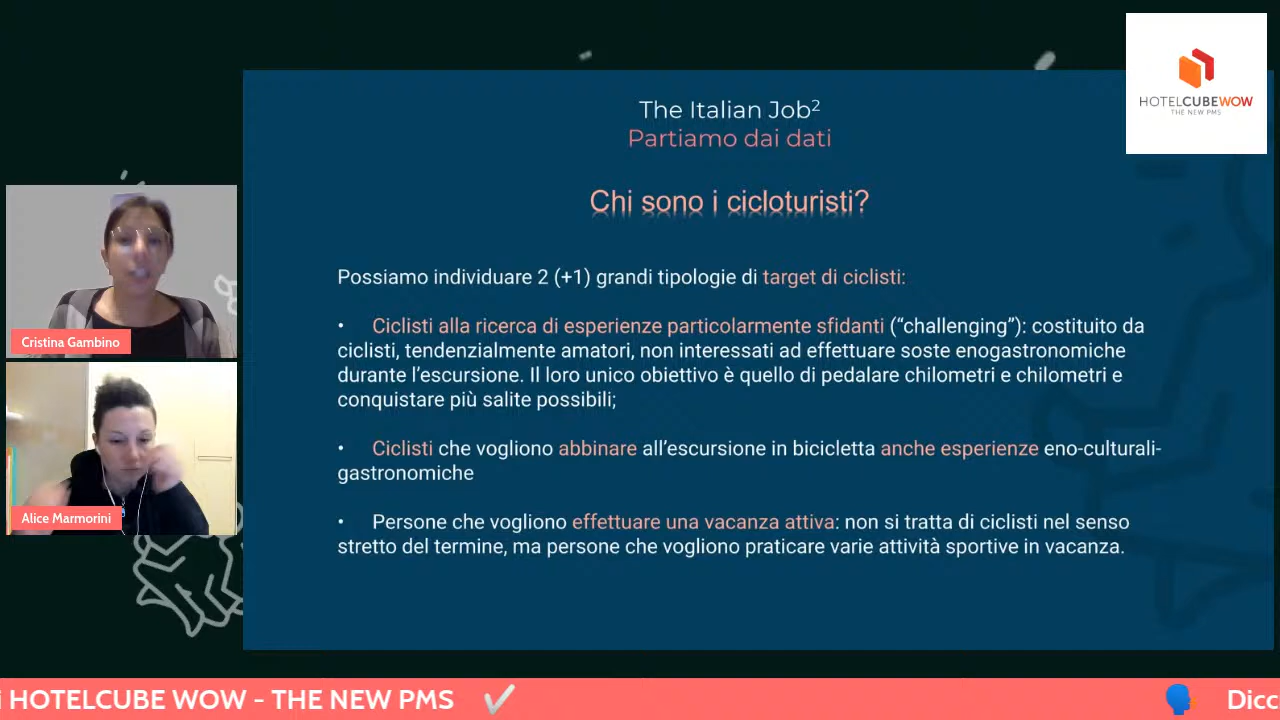 HOTELCUBEWOW
THE NEW PMS
The Italian Job²
Partiamo dai dati
Chi sono i cicloturisti?
Possiamo individuare 2 (+1) grandi tipologie di target di ciclisti:
• Ciclisti alla ricerca di esperienze particolarmente sfidanti (“challenging”): costituito da
ciclisti, tendenzialmente amatori, non interessati ad effettuare soste enogastronomiche
durante l’escursione. Il loro unico obiettivo è quello di pedalare chilometri e chilometri e
conquistare più salite possibili;
• Ciclisti che vogliono abbinare all’escursione in bicicletta anche esperienze eno-culturali-
gastronomiche
• Persone che vogliono effettuare una vacanza attiva: non si tratta di ciclisti nel senso
stretto del termine, ma persone che vogliono praticare varie attività sportive in vacanza.
Cristina Gambino
Alice Marmorini
i HOTELCUBE WOW - THE NEW PMS ✔ 🗣 Dicc